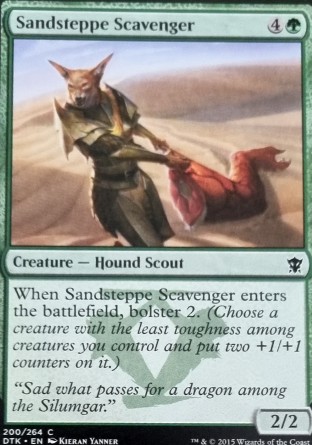 Sandsteppe Scavenger 4
Creature — Hound Scout
When Sandsteppe Scavenger enters
the battlefield, bolster 2. (Choose a
creature with the least toughness among
creatures you control and put two +1/+1
counters on it.)
"Sad what passes for a dragon among
the Silumgar."
2/2
200/264 C
DTK • EN KIERAN YANNER ™ & © 2015 Wizards of the Coast